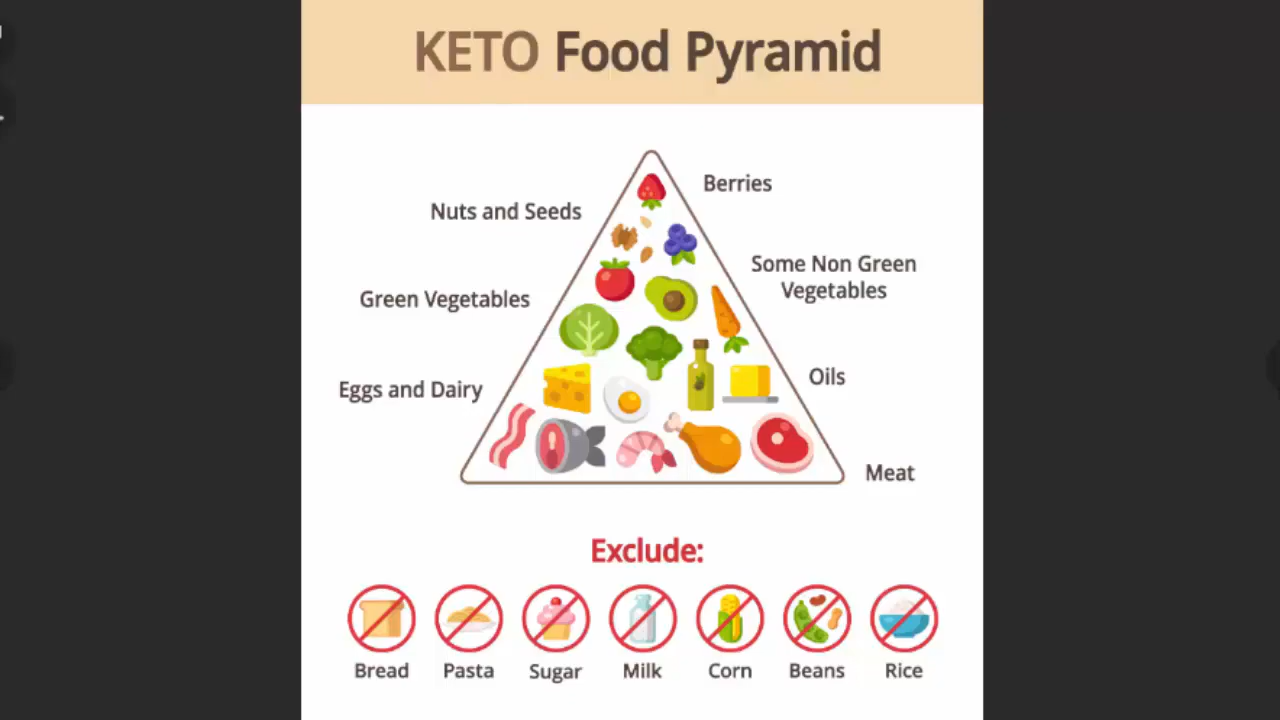 KETO Food Pyramid
Berries
Nuts and Seeds
Some Non Green
Vegetables
Green Vegetables
Oils
Eggs and Dairy
Meat
Exclude:
Bread Pasta Sugar Milk Corn Beans Rice